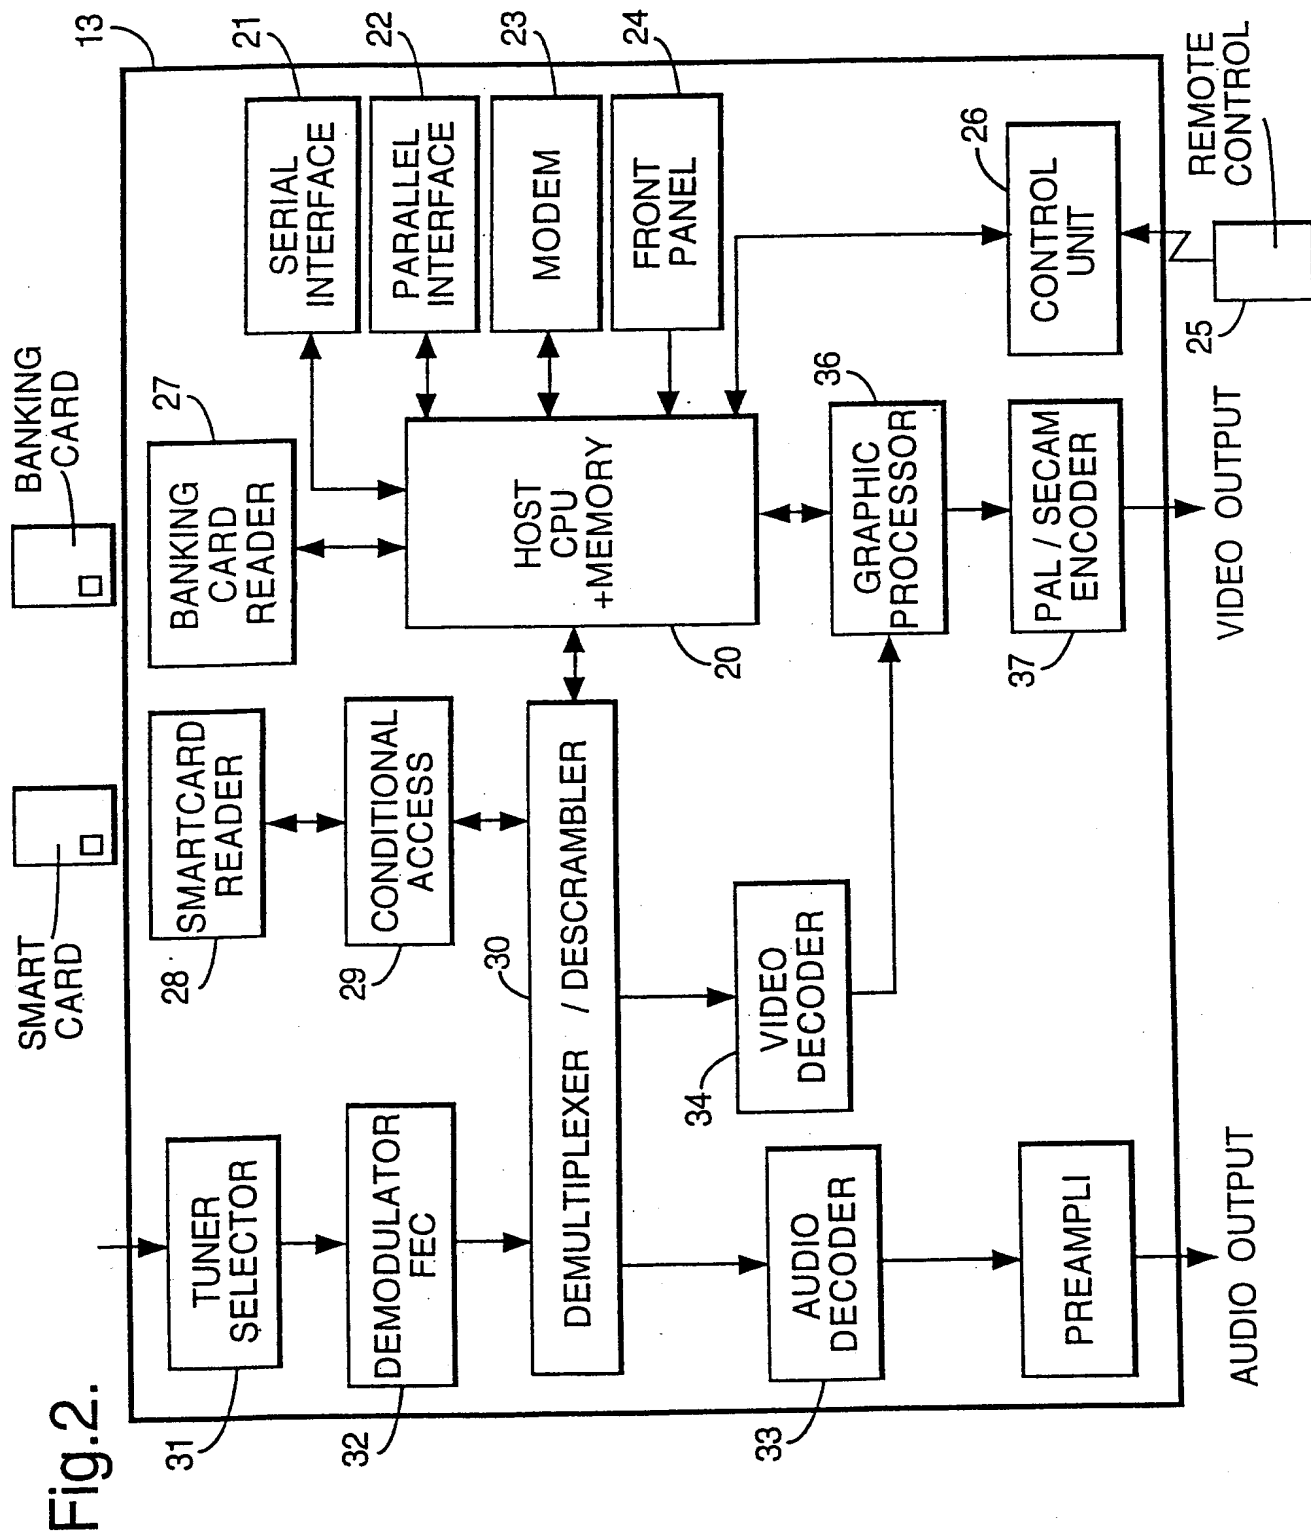 Fig.2.
SMART
CARD
BANKING
CARD
13
31
TUNER
SELECTOR
28
SMARTCARD
READER
27
BANKING
CARD
READER
21
SERIAL
INTERFACE
22
PARALLEL
INTERFACE
23
MODEM
24
FRONT
PANEL
32
DEMODULATOR
FEC
29
CONDITIONAL
ACCESS
30
DEMULTIPLEXER / DESCRAMBLER
20
HOST
CPU
+MEMORY
33
AUDIO
DECODER
34
VIDEO
DECODER
36
GRAPHIC
PROCESSOR
26
CONTROL
UNIT
PREAMPLI
37
PAL / SECAM
ENCODER
25
REMOTE
CONTROL
AUDIO OUTPUT
VIDEO OUTPUT